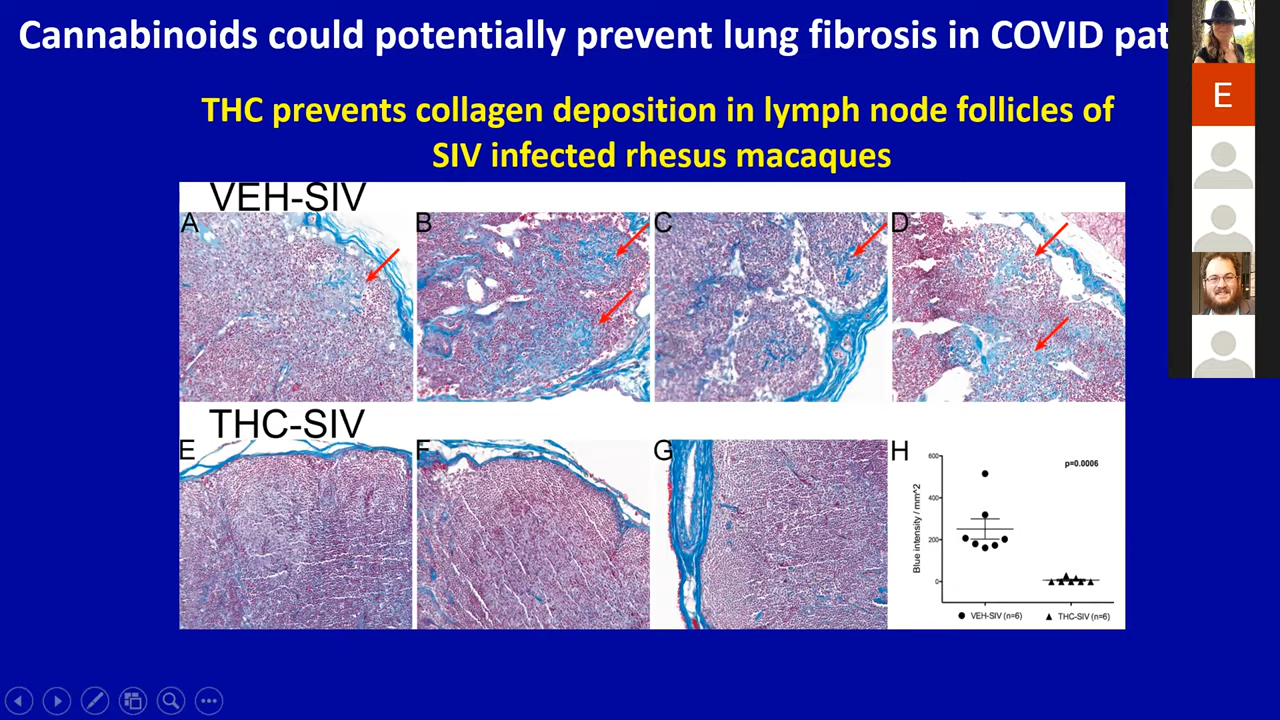 Cannabinoids could potentially prevent lung fibrosis in COVID pat
THC prevents collagen deposition in lymph node follicles of
SIV infected rhesus macaques
VEH-SIV
A
B
C
D
THC-SIV
E
F
G
H
p=0.0006
600
400
200
0
Blue intensity / mm^2
VEH-SIV (n=6)
THC-SIV (n=6)
E